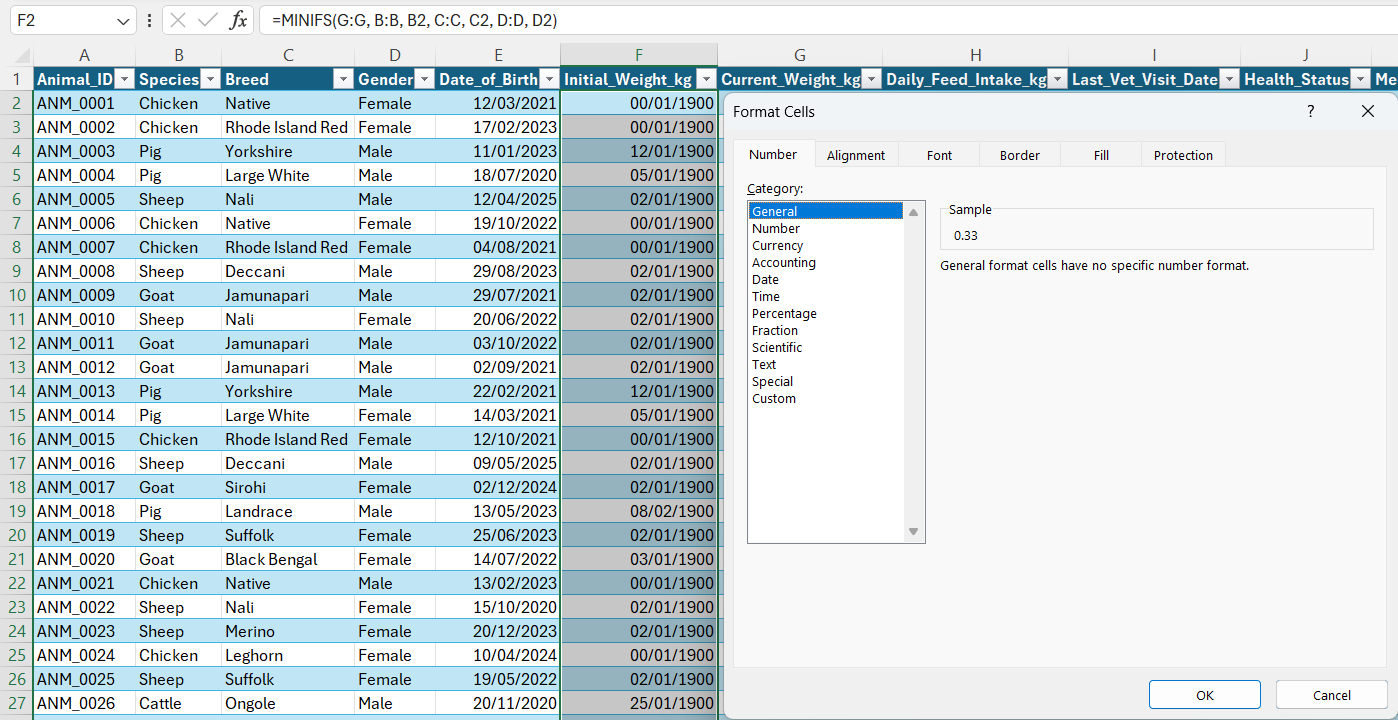 F2 fx =MINIFS(G:G, B:B, B2, C:C, C2, D:D, D2)
A B C D E F G H I J
1 Animal_ID Species Breed Gender Date_of_Birth Initial_Weight_kg Current_Weight_kg Daily_Feed_Intake_kg Last_Vet_Visit_Date Health_Status Me
2 ANM_0001 Chicken Native Female 12/03/2021 00/01/1900
3 ANM_0002 Chicken Rhode Island Red Female 17/02/2023 00/01/1900
4 ANM_0003 Pig Yorkshire Male 11/01/2023 12/01/1900
5 ANM_0004 Pig Large White Male 18/07/2020 05/01/1900
6 ANM_0005 Sheep Nali Male 12/04/2025 02/01/1900
7 ANM_0006 Chicken Native Female 19/10/2022 00/01/1900
8 ANM_0007 Chicken Rhode Island Red Female 04/08/2021 00/01/1900
9 ANM_0008 Sheep Deccani Male 29/08/2023 02/01/1900
10 ANM_0009 Goat Jamunapari Male 29/07/2021 02/01/1900
11 ANM_0010 Sheep Nali Female 20/06/2022 02/01/1900
12 ANM_0011 Goat Jamunapari Male 03/10/2022 02/01/1900
13 ANM_0012 Goat Jamunapari Male 02/09/2021 02/01/1900
14 ANM_0013 Pig Yorkshire Male 22/02/2021 12/01/1900
15 ANM_0014 Pig Large White Female 14/03/2021 05/01/1900
16 ANM_0015 Chicken Rhode Island Red Female 12/10/2021 00/01/1900
17 ANM_0016 Sheep Deccani Male 09/05/2025 02/01/1900
18 ANM_0017 Goat Sirohi Female 02/12/2024 02/01/1900
19 ANM_0018 Pig Landrace Male 13/05/2023 08/02/1900
20 ANM_0019 Sheep Suffolk Female 25/06/2023 02/01/1900
21 ANM_0020 Goat Black Bengal Female 14/07/2022 03/01/1900
22 ANM_0021 Chicken Native Male 13/02/2023 00/01/1900
23 ANM_0022 Sheep Nali Female 15/10/2020 02/01/1900
24 ANM_0023 Sheep Merino Female 20/12/2023 02/01/1900
25 ANM_0024 Chicken Leghorn Female 10/04/2024 00/01/1900
26 ANM_0025 Sheep Suffolk Female 19/05/2022 02/01/1900
27 ANM_0026 Cattle Ongole Male 20/11/2020 25/01/1900
Format Cells ?
Number Alignment Font Border Fill Protection
Category:
General
Number
Currency
Accounting
Date
Time
Percentage
Fraction
Scientific
Text
Special
Custom
Sample
0.33
General format cells have no specific number format.
OK Cancel